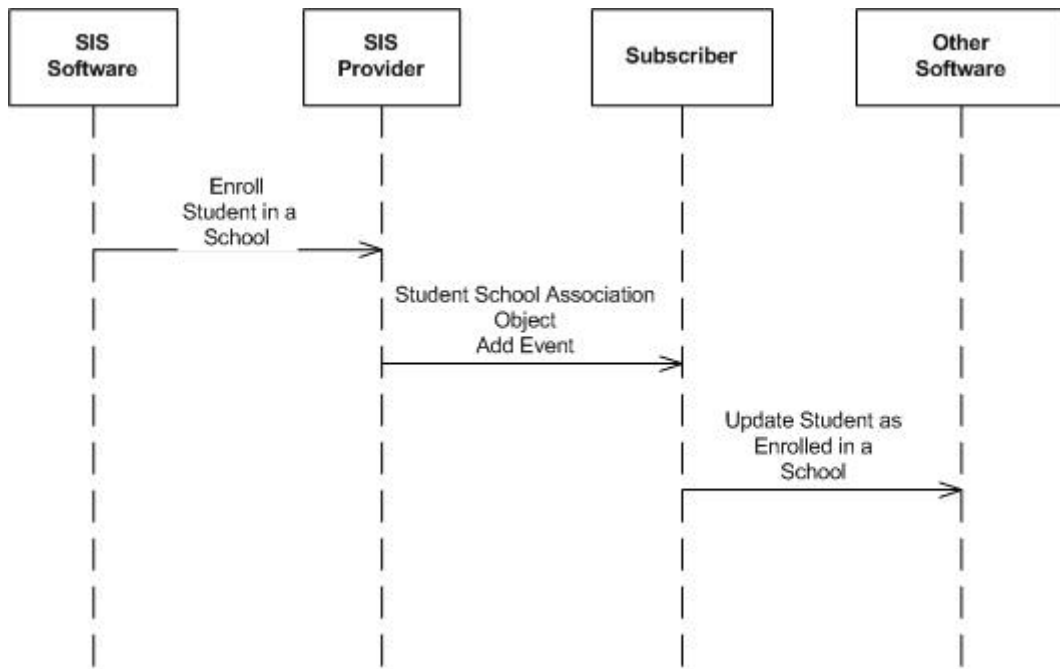 SIS
Software
SIS
Provider
Subscriber
Other
Software
Enroll
Student in a
School
Student School Association
Object
Add Event
Update Student as
Enrolled in a
School